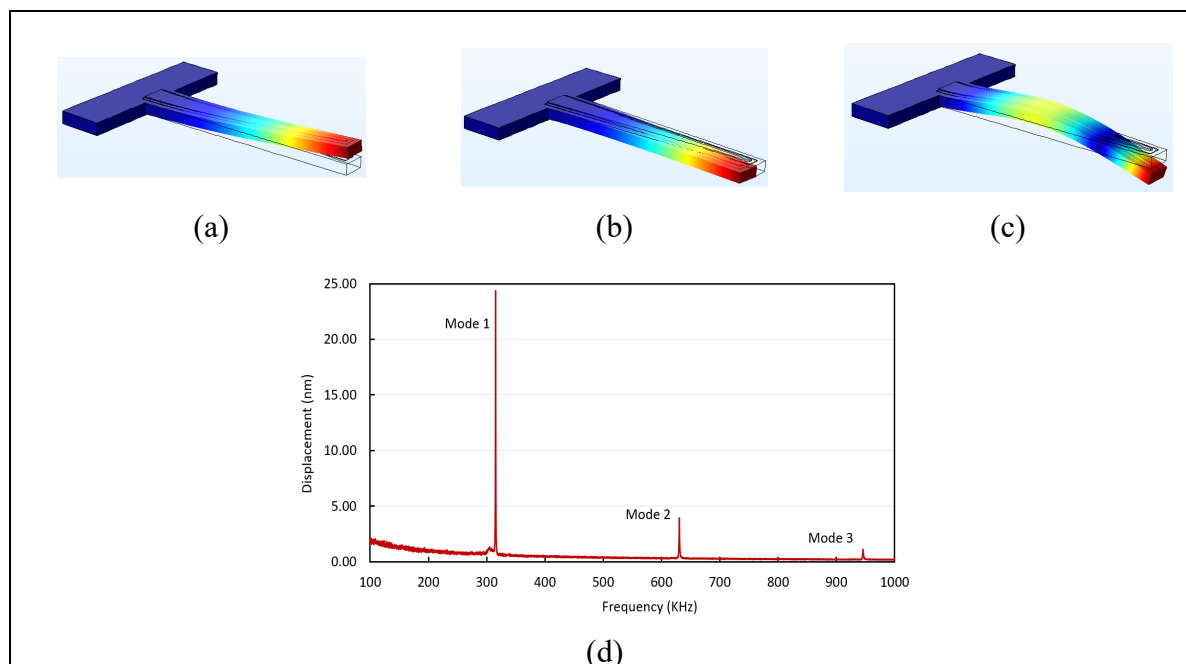 (a)
(b)
(c)
25.00
20.00
15.00
10.00
5.00
0.00
Displacement (nm)
Mode 1
Mode 2
Mode 3
100 200 300 400 500 600 700 800 900 1000
Frequency (KHz)
(d)